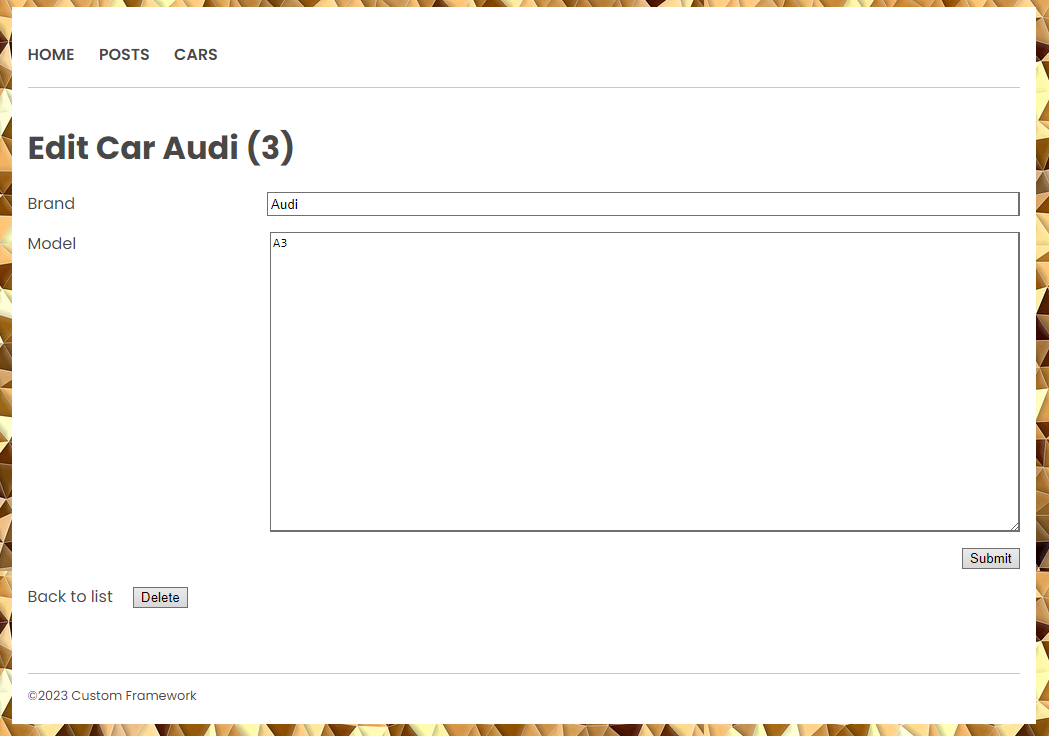 HOME POSTS CARS
Edit Car Audi (3)
Brand Audi
Model A3
Submit
Back to list Delete
©2023 Custom Framework